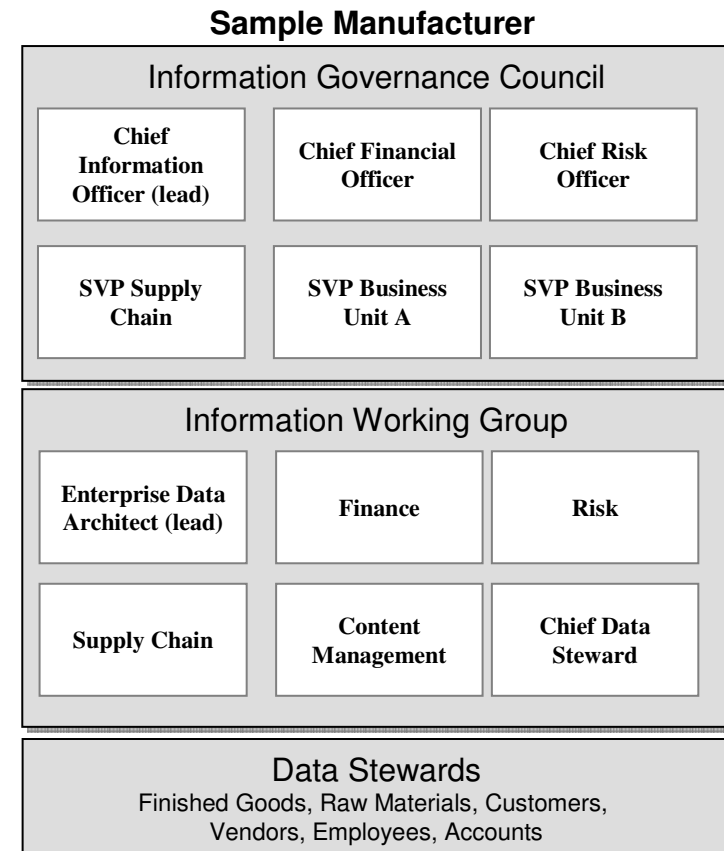 Sample Manufacturer
Information Governance Council
Chief
Information
Officer (lead)
Chief Financial
Officer
Chief Risk
Officer
SVP Supply
Chain
SVP Business
Unit A
SVP Business
Unit B
Information Working Group
Enterprise Data
Architect (lead)
Finance
Risk
Supply Chain
Content
Management
Chief Data
Steward
Data Stewards
Finished Goods, Raw Materials, Customers,
Vendors, Employees, Accounts